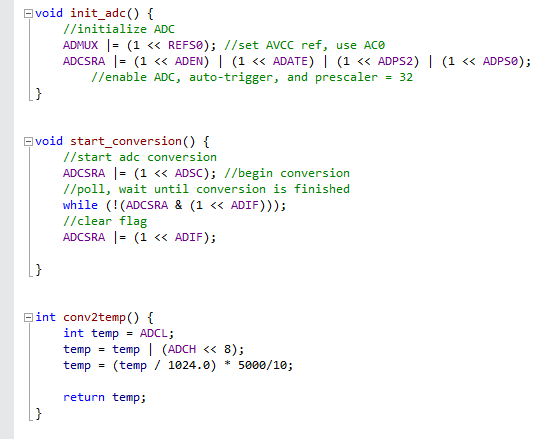 void init_adc() {
    //initialize ADC
    ADMUX |= (1 << REFS0); //set AVCC ref, use AC0
    ADCSRA |= (1 << ADEN) | (1 << ADATE) | (1 << ADPS2) | (1 << ADPS0);
        //enable ADC, auto-trigger, and prescaler = 32
}
void start_conversion() {
    //start adc conversion
    ADCSRA |= (1 << ADSC); //begin conversion
    //poll, wait until conversion is finished
    while (!(ADCSRA & (1 << ADIF)));
    //clear flag
    ADCSRA |= (1 << ADIF);
}
int conv2temp() {
    int temp = ADCL;
    temp = temp | (ADCH << 8);
    temp = (temp / 1024.0) * 5000/10;
    return temp;
}